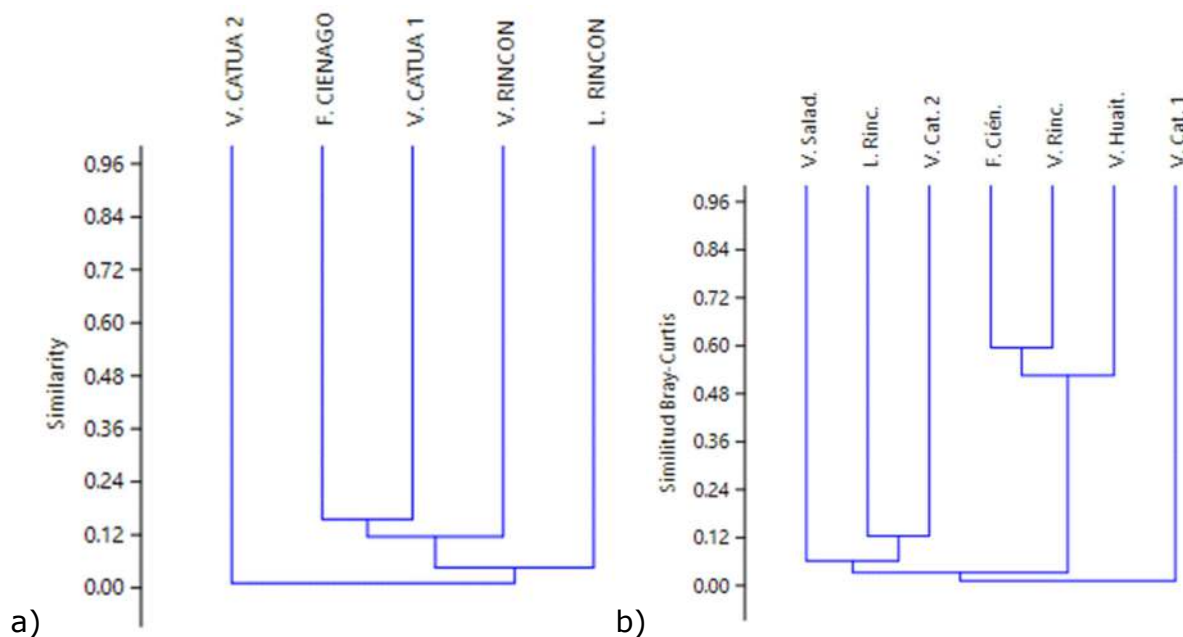 V. CATUA 2
F. CIENAGO
V. CATUA 1
V. RINCON
L. RINCON
0.96
0.84
0.72
0.60
0.48
0.36
0.24
0.12
0.00
Similarity
a)
V. Salad.
L. Rinc.
V. Cat. 2
F. Cién.
V. Rinc.
V. Huait.
V. Cat. 1
0.96
0.84
0.72
0.60
0.48
0.36
0.24
0.12
0.00
Similitud Bray-Curtis
b)